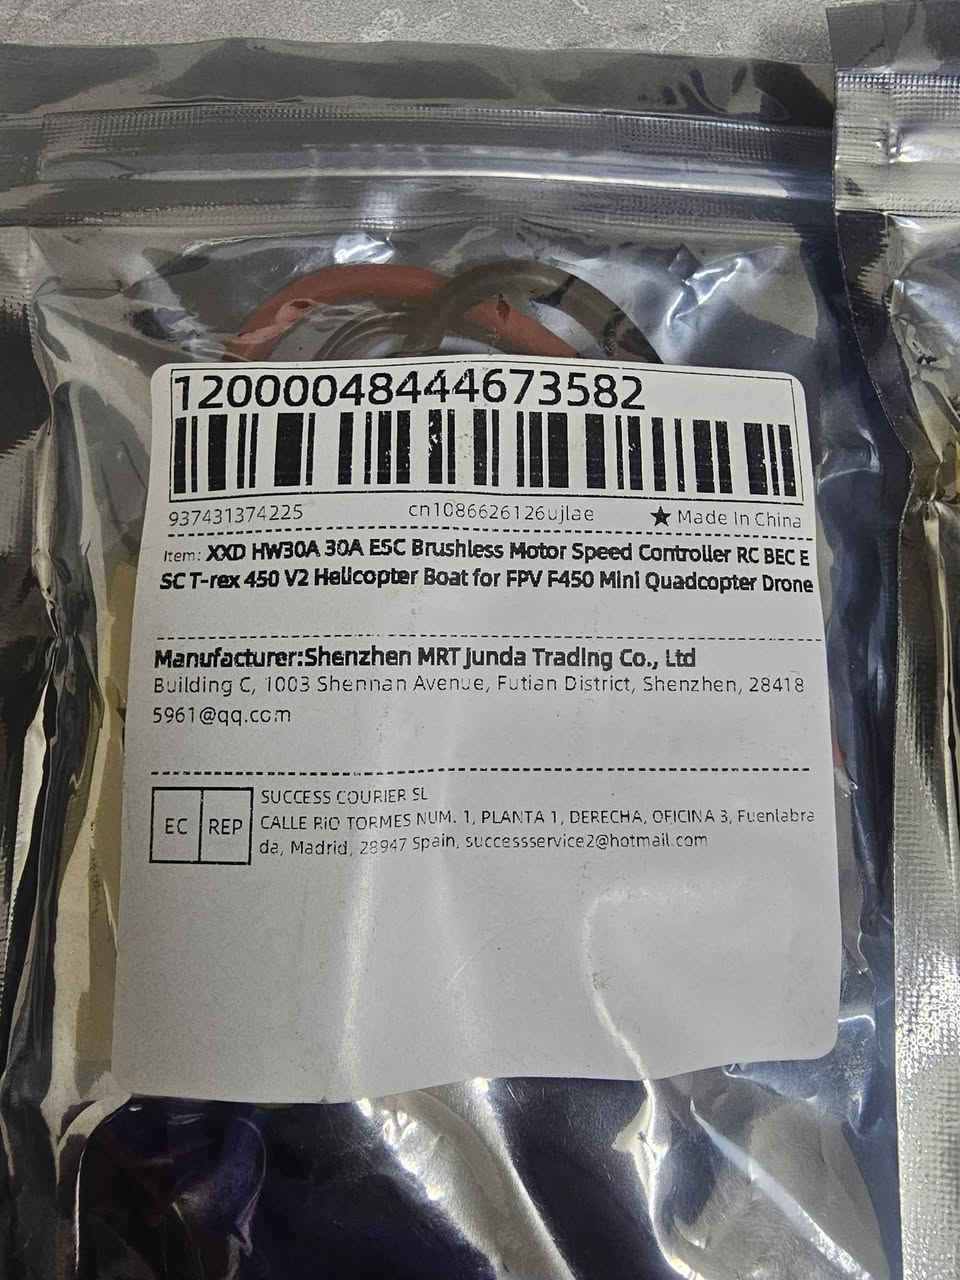 12000048444673582
937431374225 cn1086626126ujlae ★ Made In China
Item: XXD HW30A 30A ESC Brushless Motor Speed Controller RC BEC E
SC T-rex 450 V2 Helicopter Boat for FPV F450 Mini Quadcopter Drone
Manufacturer:Shenzhen MRT Junda Trading Co., Ltd
Building C, 1003 Shennan Avenue, Futian District, Shenzhen, 28418
5961@qq.com
EC REP
SUCCESS COURIER SL
CALLE RIO TORMES NUM. 1, PLANTA 1, DERECHA, OFICINA 3, Fuenlabra
da, Madrid, 28947 Spain, successservice2@hotmail.com